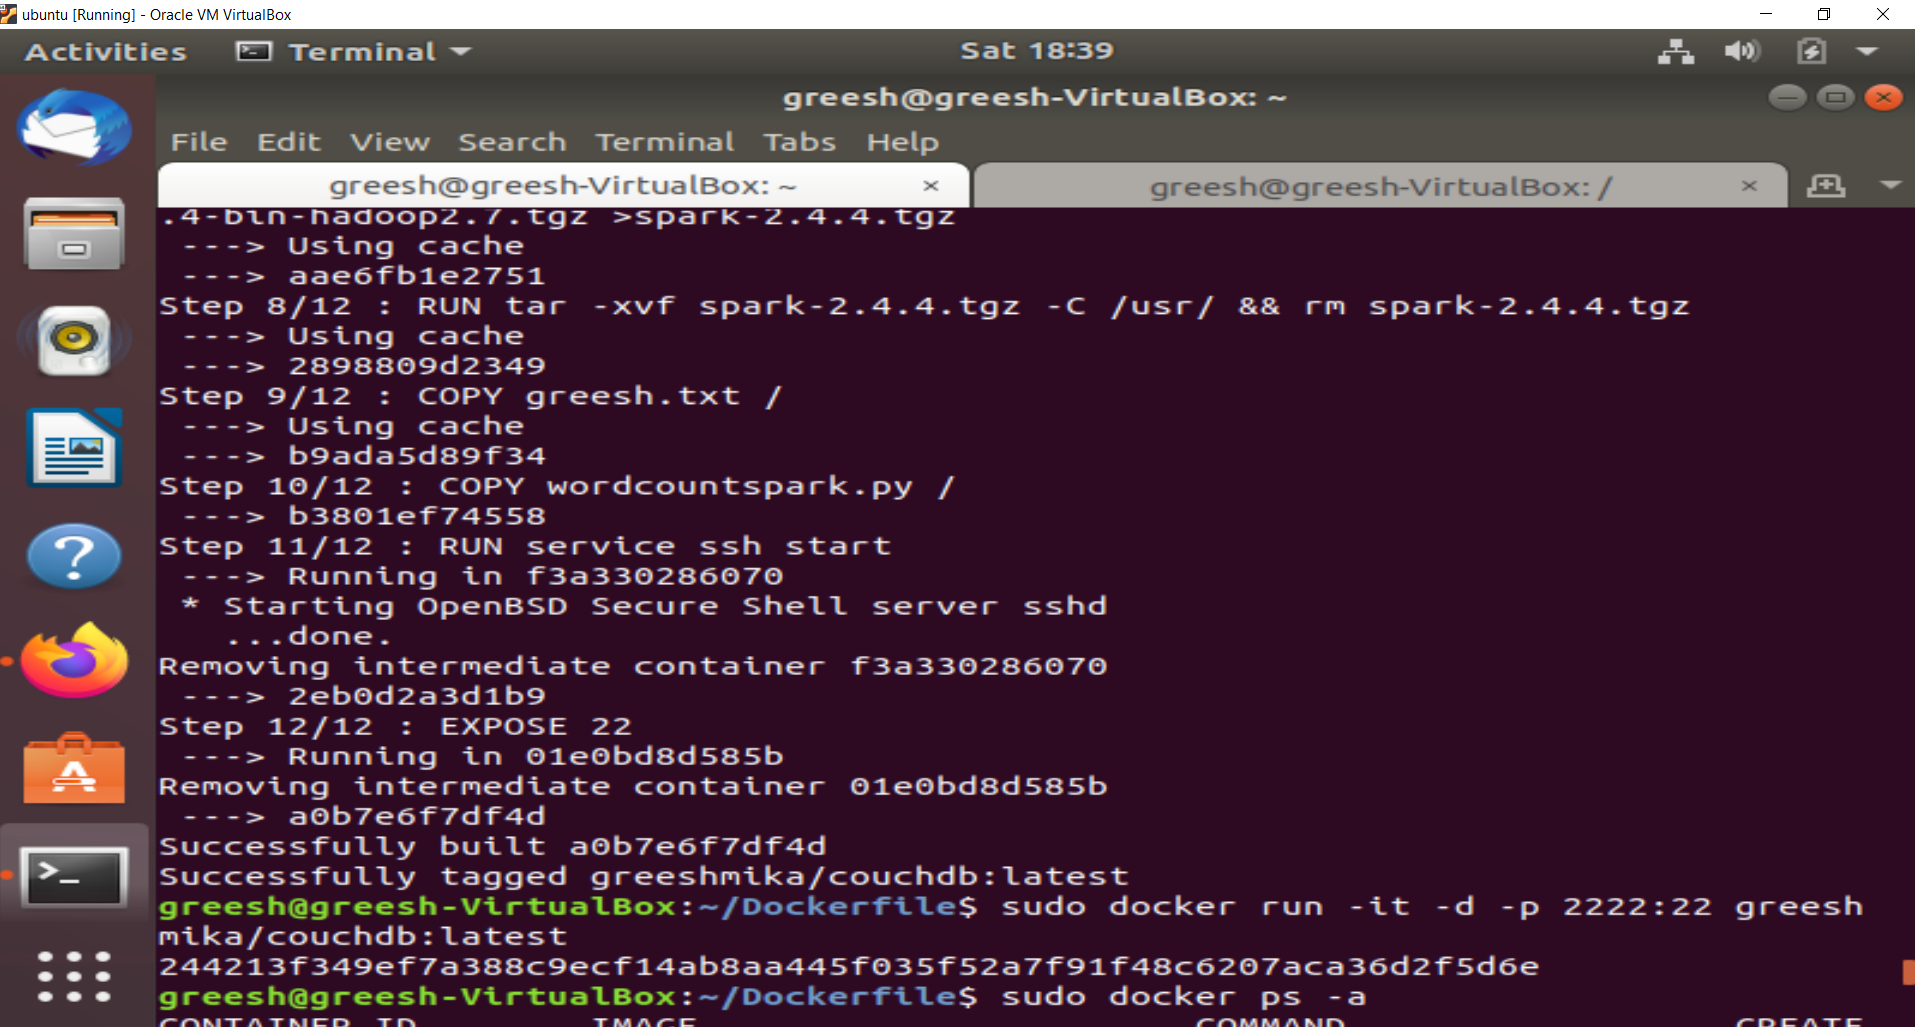 ubuntu [Running] - Oracle VM VirtualBox
Activities Terminal Sat 18:39
greesh@greesh-VirtualBox: ~
File Edit View Search Terminal Tabs Help
greesh@greesh-VirtualBox: ~ × greesh@greesh-VirtualBox: / ×
.4-bin-hadoop2.7.tgz >spark-2.4.4.tgz
 ---> Using cache
 ---> aae6fb1e2751
Step 8/12 : RUN tar -xvf spark-2.4.4.tgz -C /usr/ && rm spark-2.4.4.tgz
 ---> Using cache
 ---> 2898809d2349
Step 9/12 : COPY greesh.txt /
 ---> Using cache
 ---> b9ada5d89f34
Step 10/12 : COPY wordcountspark.py /
 ---> b3801ef74558
Step 11/12 : RUN service ssh start
 ---> Running in f3a330286070
 * Starting OpenBSD Secure Shell server sshd
   ...done.
Removing intermediate container f3a330286070
 ---> 2eb0d2a3d1b9
Step 12/12 : EXPOSE 22
 ---> Running in 01e0bd8d585b
Removing intermediate container 01e0bd8d585b
 ---> a0b7e6f7df4d
Successfully built a0b7e6f7df4d
Successfully tagged greeshmika/couchdb:latest
greesh@greesh-VirtualBox:~/Dockerfile$ sudo docker run -it -d -p 2222:22 greesh
mika/couchdb:latest
244213f349ef7a388c9ecf14ab8aa445f035f52a7f91f48c6207aca36d2f5d6e
greesh@greesh-VirtualBox:~/Dockerfile$ sudo docker ps -a
CONTAINER ID IMAGE COMMAND CREATE